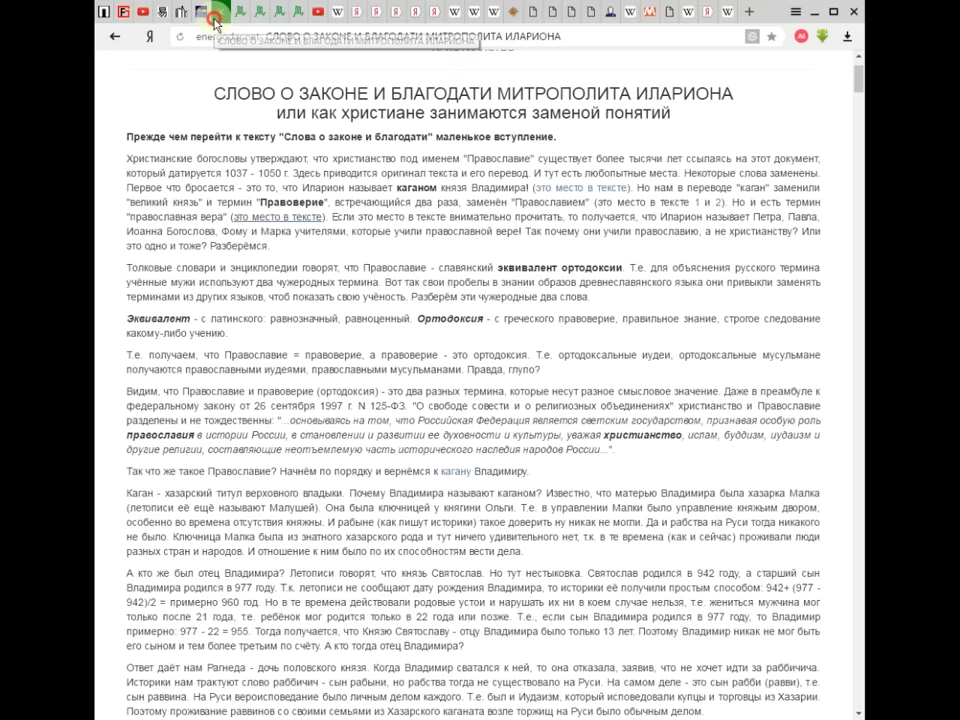 СЛОВО О ЗАКОНЕ И БЛАГОДАТИ МИТРОПОЛИТА ИЛАРИОНА
СЛОВО О ЗАКОНЕ И БЛАГОДАТИ МИТРОПОЛИТА ИЛАРИОНА
СЛОВО О ЗАКОНЕ И БЛАГОДАТИ МИТРОПОЛИТА ИЛАРИОНА
или как христиане занимаются заменой понятий
Прежде чем перейти к тексту "Слова о законе и благодати" маленькое вступление.
Христианские богословы утверждают, что христианство под именем "Православие" существует более тысячи лет ссылаясь на этот документ,
который датируется 1037 - 1050 г. Здесь приводится оригинал текста и его перевод. И тут есть любопытные места. Некоторые слова заменены.
Первое что бросается - это то, что Иларион называет каганом князя Владимира! (это место в тексте). Но нам в переводе "каган" заменили
"великий князь" и термин "Правоверие", встречающийся два раза, заменён "Православием" (это место в тексте 1 и 2). Но и есть термин
"православная вера" (это место в тексте). Если это место в тексте внимательно прочитать, то получается, что Иларион называет Петра, Павла,
Иоанна Богослова, Фому и Марка учителями, которые учили православной вере! Так почему они учили православию, а не христианству? Или
это одно и тоже? Разберёмся.
Толковые словари и энциклопедии говорят, что Православие - славянский эквивалент ортодоксии. Т.е. для объяснения русского термина
учённые мужи используют два чужеродных термина. Вот так свои пробелы в знании образов древнеславянского языка они привыкли заменять
терминами из других языков, чтоб показать свою учёность. Разберём эти чужеродные два слова.
Эквивалент - с латинского: равнозначный, равноценный. Ортодоксия - с греческого правоверие, правильное знание, строгое следование
какому-либо учению.
Т.е. получаем, что Православие = правоверие, а правоверие - это ортодоксия. Т.е. ортодоксальные иудеи, ортодоксальные мусульмане
получаются православными иудеями, православными мусульманами. Правда, глупо?
Видим, что Православие и правоверие (ортодоксия) - это два разных термина, которые несут разное смысловое значение. Даже в преамбуле к
федеральному закону от 26 сентября 1997 г. N 125-ФЗ. "О свободе совести и о религиозных объединениях" христианство и Православие
разделены и не тождественны: "...основываясь на том, что Российская Федерация является светским государством, признавая особую роль
православия в истории России, в становлении и развитии ее духовности и культуры, уважая христианство, ислам, буддизм, иудаизм и
другие религии, составляющие неотъемлемую часть исторического наследия народов России...".
Так что же такое Православие? Начнём по порядку и вернёмся к кагану Владимиру.
Каган - хазарский титул верховного владыки. Почему Владимира называют каганом? Известно, что матерью Владимира была хазарка Малка
(летописи её ещё называют Малушей). Она была ключницей у княгини Ольги. Т.е. в управлении Малки было управление княжьим двором,
особенно во времена отсутствия княжны. И рабыне (как пишут историки) такое доверить ну никак не могли. Да и рабства на Руси тогда никакого
не было. Ключница Малка была из знатного хазарского рода и тут ничего удивительного нет, т.к. в те времена (как и сейчас) проживали люди
разных стран и народов. И отношение к ним было по их способностям вести дела.
А кто же был отец Владимира? Летописи говорят, что князь Святослав. Но тут нестыковка. Святослав родился в 942 году, а старший сын
Владимира родился в 977 году. Т.к. летописи не сообщают дату рождения Владимира, то историки её получили простым способом: 942+ (977 -
942)/2 = примерно 960 год. Но в те времена действовали родовые устои и нарушать их ни в коем случае нельзя, т.е. жениться мужчина мог
только после 21 года, т.е. ребёнок мог родится только в 22 года или позже. Т.е., если сын Владимира родился в 977 году, то Владимир
примерно: 977 - 22 = 955. Тогда получается, что Князю Святославу - отцу Владимира было только 13 лет. Поэтому Владимир никак не мог быть
его сыном и тем более третьим по счёту. А кто тогда отец Владимира?
Ответ даёт нам Рагнеда - дочь половского князя. Когда Владимир сватался к ней, то она отказала, заявив, что не хочет идти за раббичича.
Историки нам трактуют слово раббичич - сын рабыни, но рабства тогда не существовало на Руси. На самом деле - это сын рабби (равви), т.е.
сын раввина. На Руси вероисповедание было личным делом каждого. Т.е. был и Иудаизм, который исповедовали купцы и торговцы из Хазарии.
Поэтому проживание раввинов со своими семьями из Хазарского каганата возле торжищ на Руси было обычным делом.